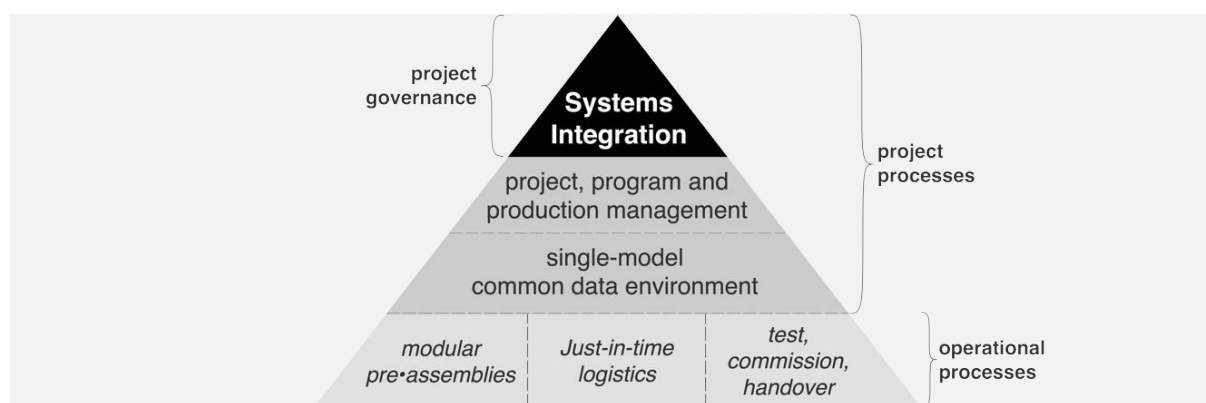 project
governance
Systems
Integration
project
processes
project, program and
production management
single-model
common data environment
modular
pre•assemblies
Just-in-time
logistics
test,
commission,
handover
operational
processes